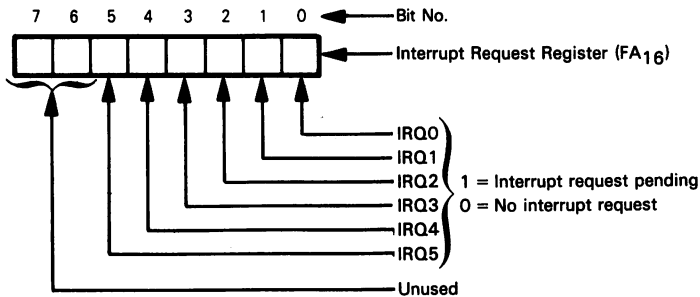 7 6 5 4 3 2 1 0 Bit No.
Interrupt Request Register (FA16)
IRQ0
IRQ1
IRQ2 1 = Interrupt request pending
IRQ3 0 = No interrupt request
IRQ4
IRQ5
Unused